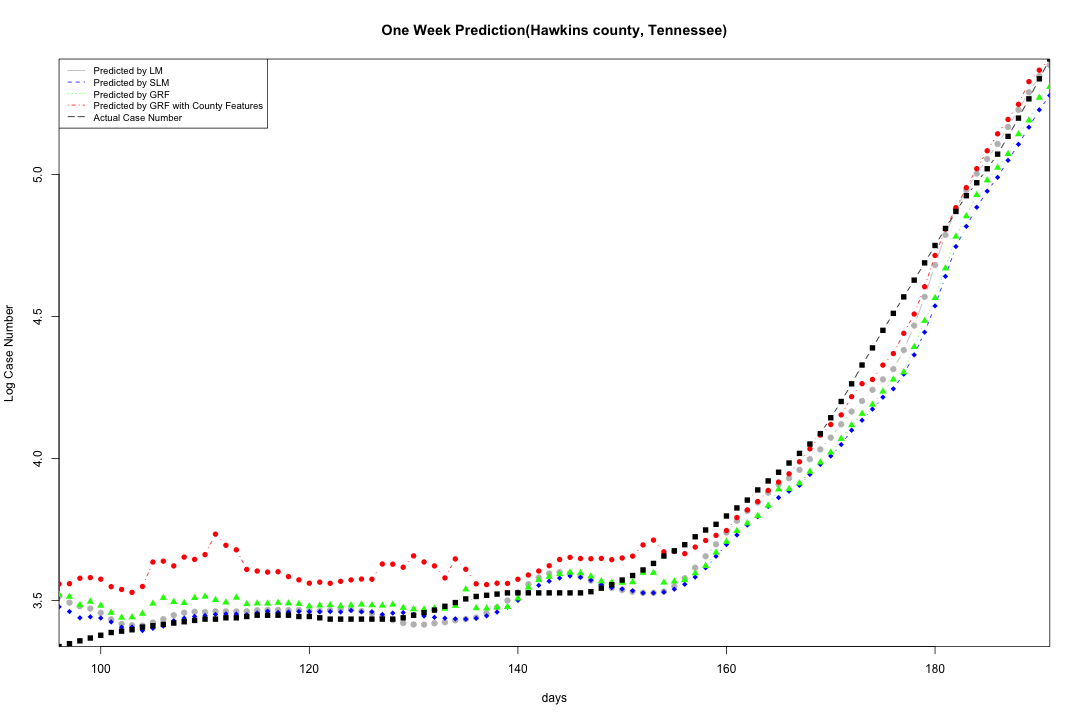 One Week Prediction(Hawkins county, Tennessee)
Predicted by LM
Predicted by SLM
Predicted by GRF
Predicted by GRF with County Features
Actual Case Number
5.0
4.5
4.0
3.5
Log Case Number
100 120 140 160 180
days